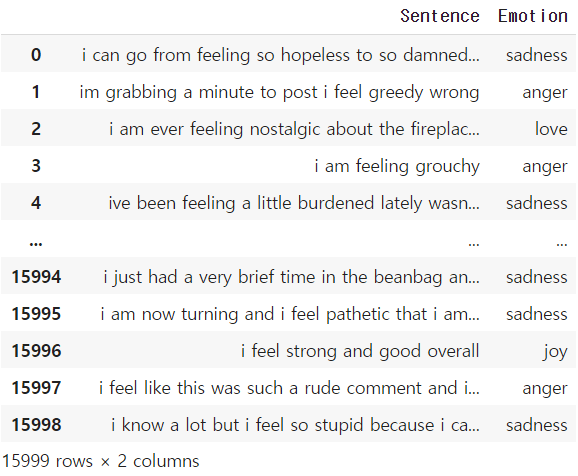 Sentence Emotion
0 i can go from feeling so hopeless to so damned... sadness
1 im grabbing a minute to post i feel greedy wrong anger
2 i am ever feeling nostalgic about the fireplac... love
3 i am feeling grouchy anger
4 ive been feeling a little burdened lately wasn... sadness
... ... ...
15994 i just had a very brief time in the beanbag an... sadness
15995 i am now turning and i feel pathetic that i am... sadness
15996 i feel strong and good overall joy
15997 i feel like this was such a rude comment and i... anger
15998 i know a lot but i feel so stupid because i ca... sadness
15999 rows × 2 columns